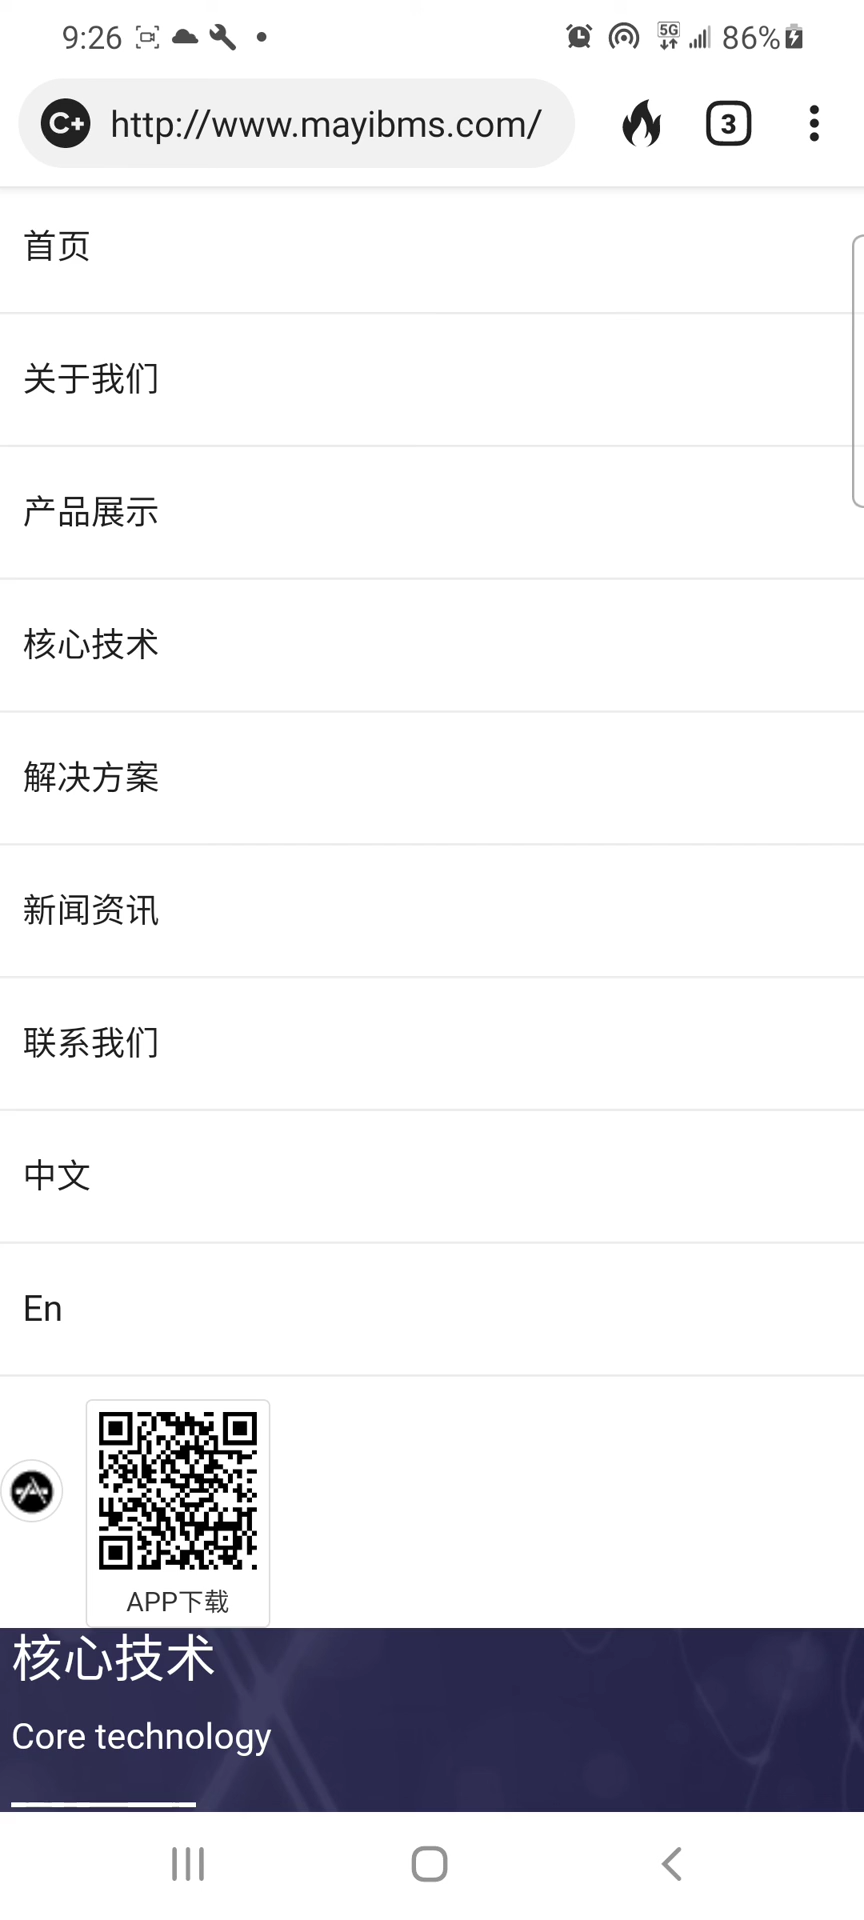 9:26
5G
86%
C+
http://www.mayibms.com/
3
首页
关于我们
产品展示
核心技术
解决方案
新闻资讯
联系我们
中文
En
APP下载
核心技术
Core technology